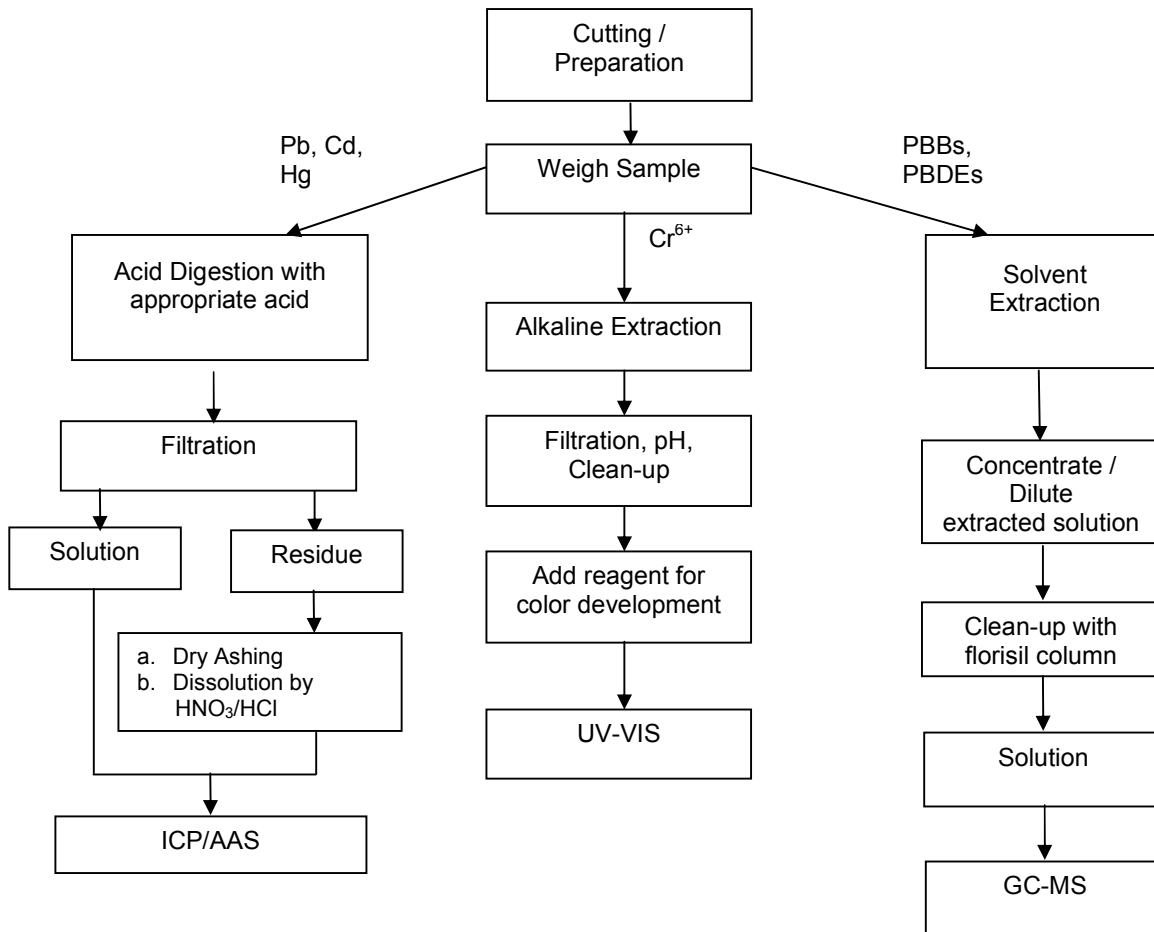 Cutting /
Preparation
Pb, Cd,
Hg
Weigh Sample
PBBs,
PBDEs
Cr⁶⁺
Acid Digestion with
appropriate acid
Solvent
Extraction
Alkaline Extraction
Filtration
Filtration, pH,
Clean-up
Concentrate /
Dilute
extracted solution
Solution
Residue
Add reagent for
color development
Clean-up with
florisil column
a. Dry Ashing
b. Dissolution by
HNO₃/HCl
UV-VIS
Solution
ICP/AAS
GC-MS